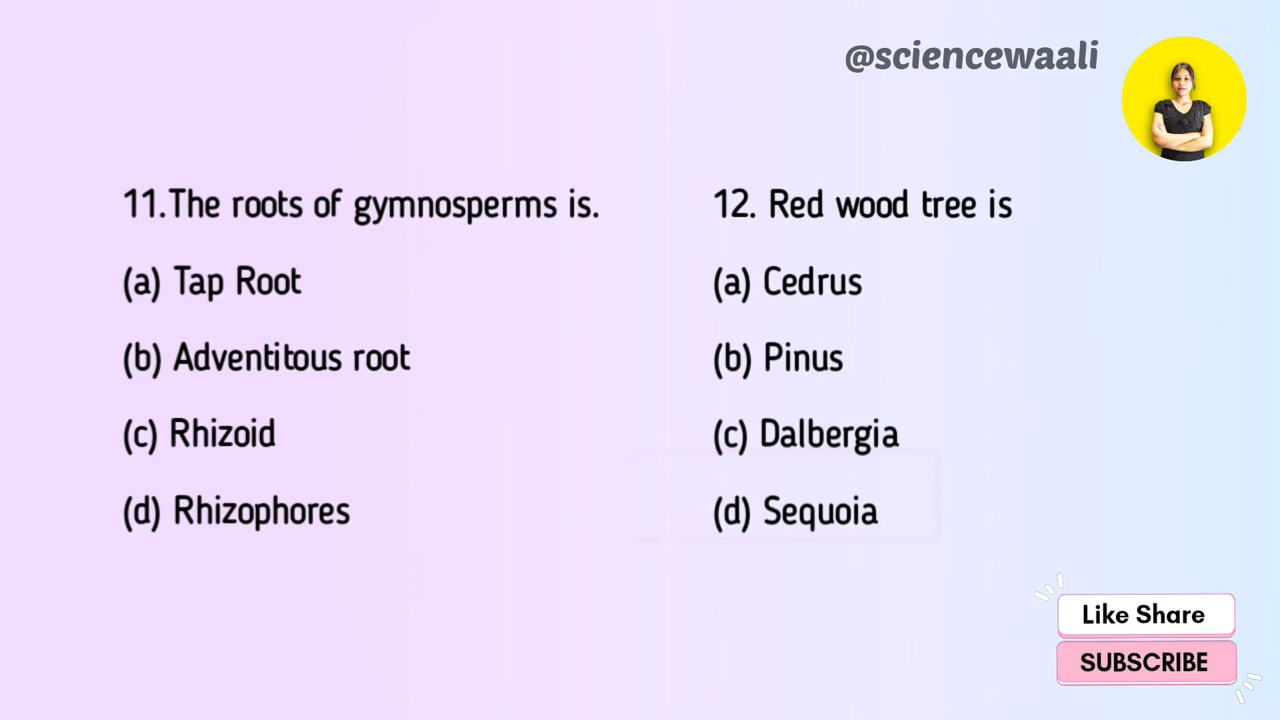 @sciencewaali
11.The roots of gymnosperms is.
(a) Tap Root
(b) Adventitous root
(c) Rhizoid
(d) Rhizophores
12. Red wood tree is
(a) Cedrus
(b) Pinus
(c) Dalbergia
(d) Sequoia
Like Share
SUBSCRIBE